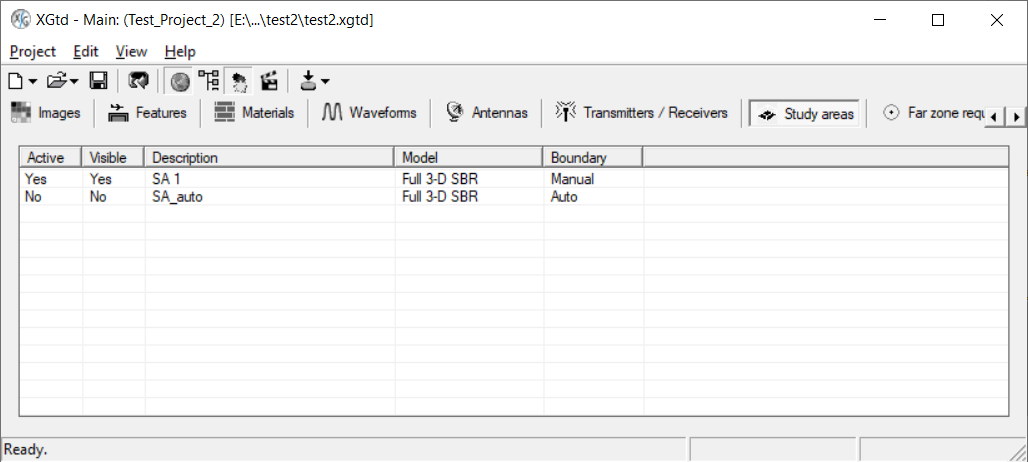 XGtd - Main: (Test_Project_2) [E:\...\test2\test2.xgtd]
Project Edit View Help
Images Features Materials Waveforms Antennas Transmitters / Receivers Study areas Far zone requ
Active Visible Description Model Boundary
Yes Yes SA 1 Full 3-D SBR Manual
No No SA_auto Full 3-D SBR Auto
Ready.